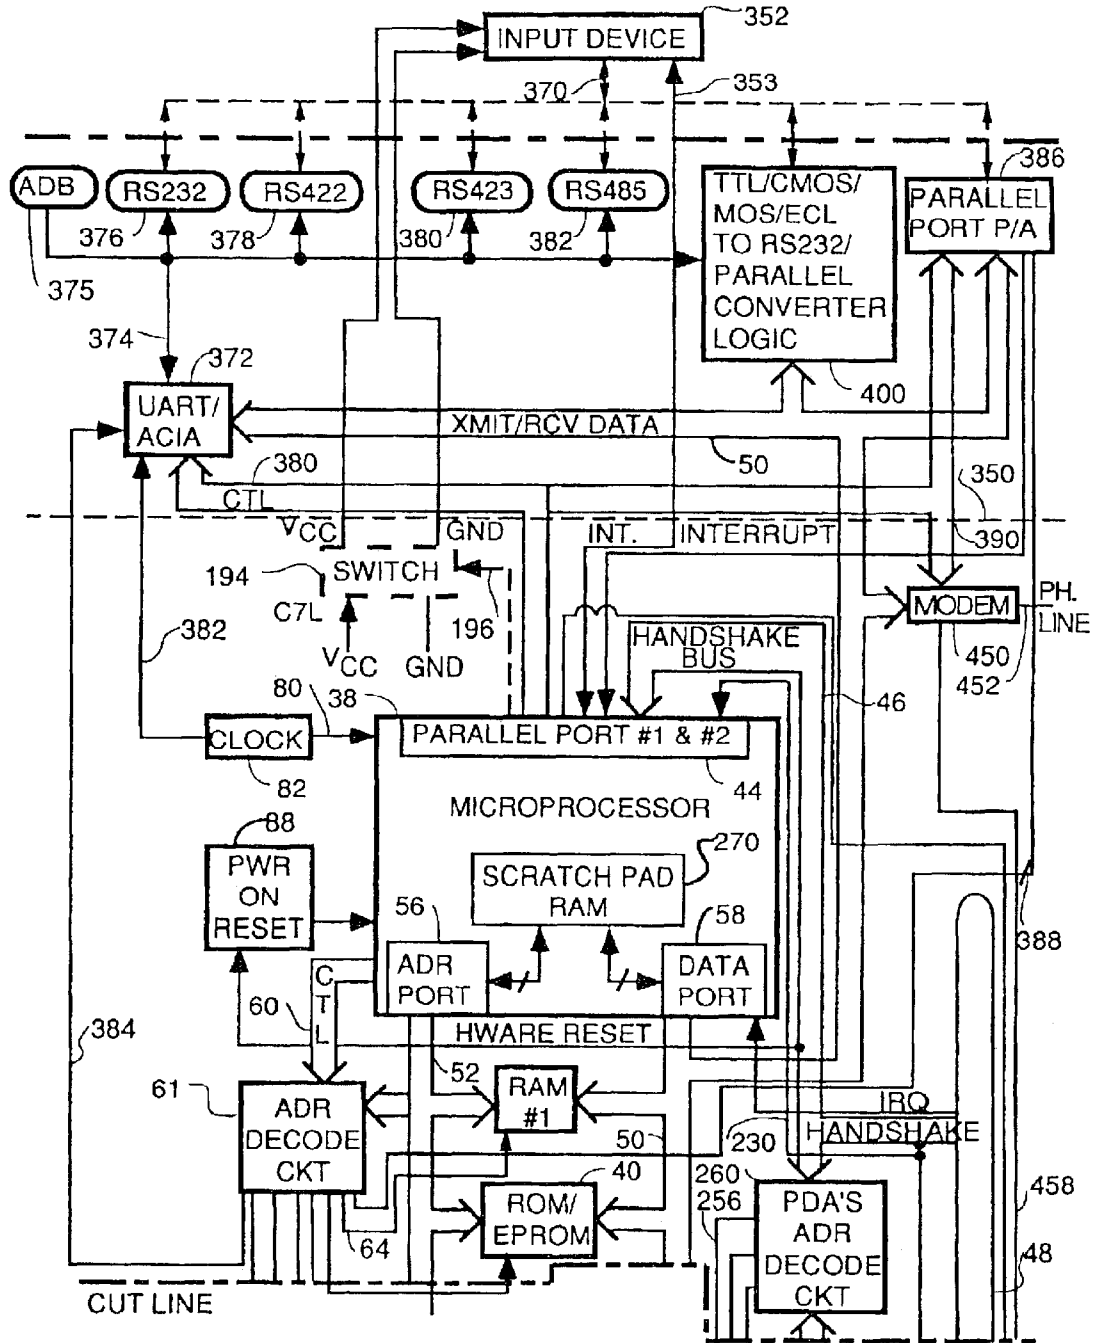 352
INPUT DEVICE
370
353
386
ADB
RS232
RS422
RS423
RS485
TTL/CMOS/
MOS/ECL
TO RS232/
PARALLEL
CONVERTER
LOGIC
PARALLEL
PORT P/A
376
378
380
382
375
374
372
400
UART/
ACIA
XMIT/RCV DATA
50
380
CTL
350
390
VCC
GND
INT.
INTERRUPT
194
SWITCH
C7L
196
MODEM
PH.
LINE
382
VCC
GND
HANDSHAKE
BUS
450
452
46
80
38
CLOCK
PARALLEL PORT #1 & #2
82
44
MICROPROCESSOR
88
270
PWR
ON
RESET
SCRATCH PAD
RAM
56
58
388
ADR
PORT
DATA
PORT
CTL
60
HWARE RESET
384
52
61
RAM
#1
ADR
DECODE
CKT
IRQ
50
230
HANDSHAKE
40
260
256
ROM/
EPROM
PDA'S
ADR
DECODE
CKT
458
64
48
CUT LINE